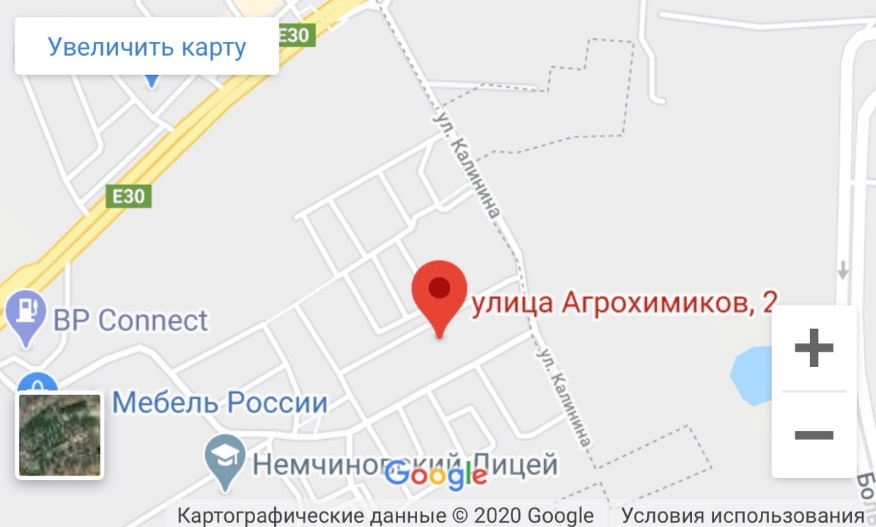 Увеличить карту
E30
E30
ул. Калинина
улица Агрохимиков, 2
BP Connect
ул. Калинина
Мебель России
Немчиновский Лицей
Google
Бол
Картографические данные © 2020 Google
Условия использования